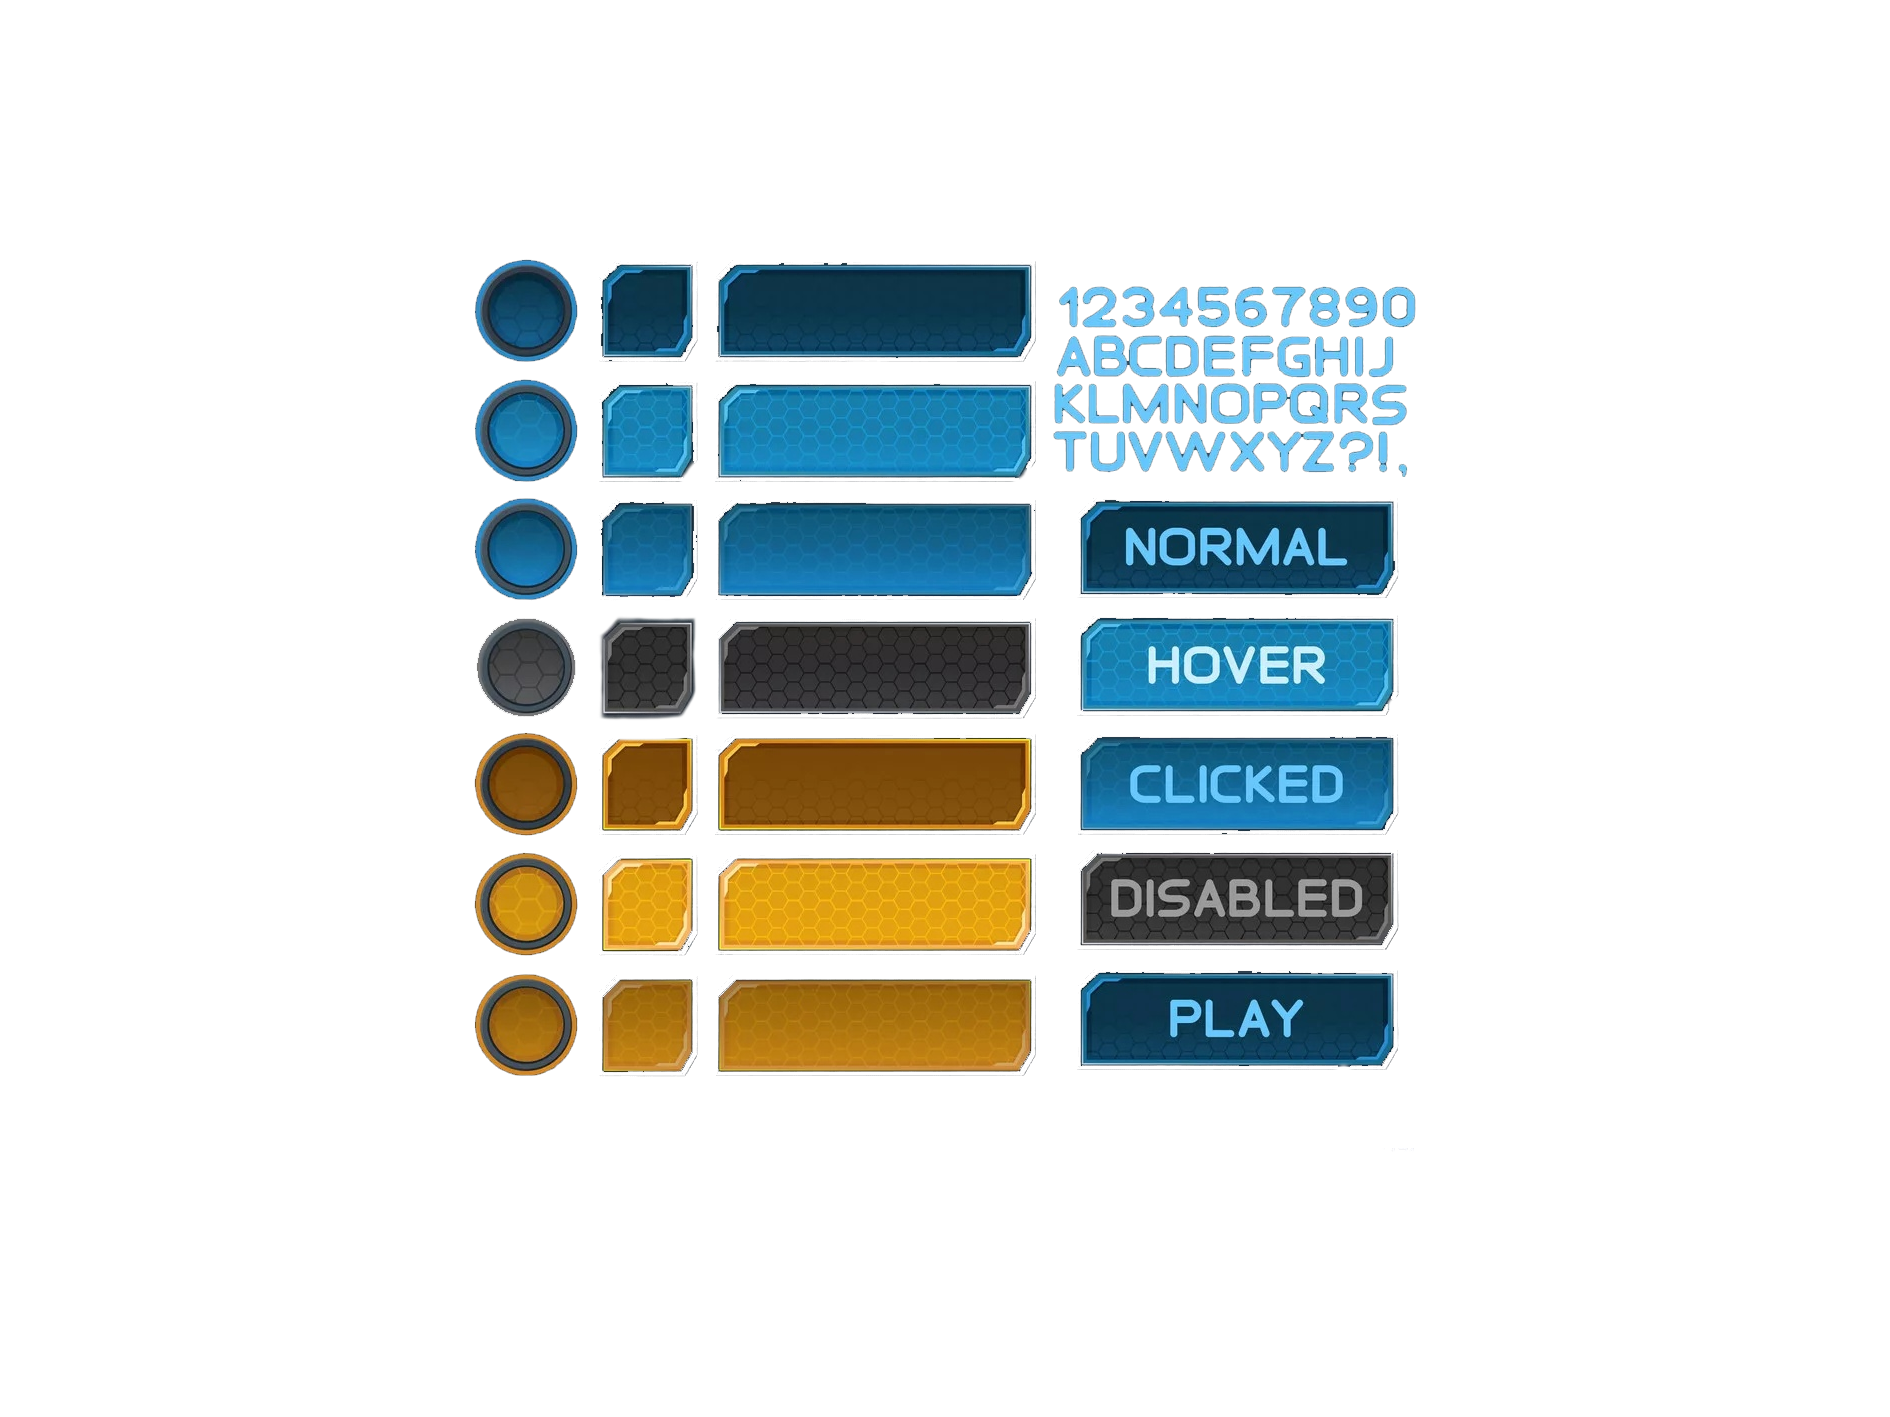 1234567890
ABCDEFGHIJ
KLMNOPQRS
TUVWXYZ?!,
NORMAL
HOVER
CLICKED
DISABLED
PLAY